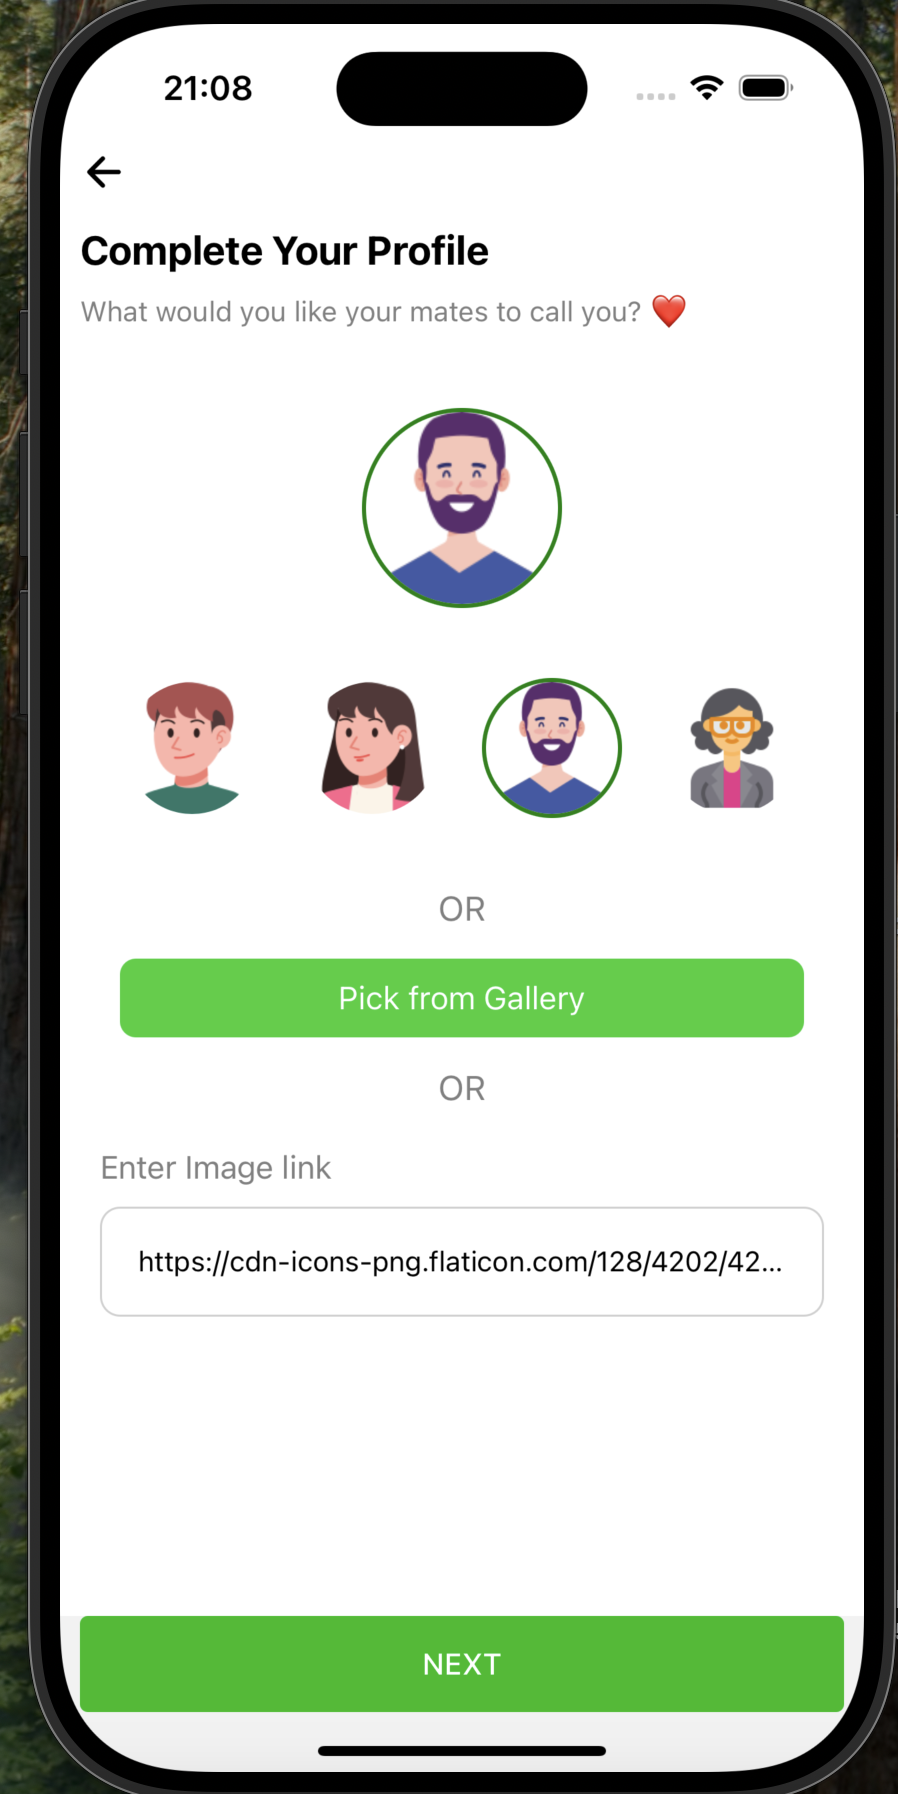 21:08
Complete Your Profile
What would you like your mates to call you? ❤️
OR
Pick from Gallery
OR
Enter Image link
https://cdn-icons-png.flaticon.com/128/4202/42...
NEXT